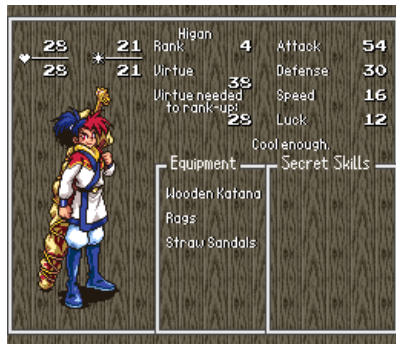 Higan
28 21 Rank 4 Attack 54
28 21 Virtue 38 Defense 30
Virtue needed Speed 16
to rank-up: 28 Luck 12
Cool enough.
Equipment Secret Skills
Wooden Katana
Rags
Straw Sandals